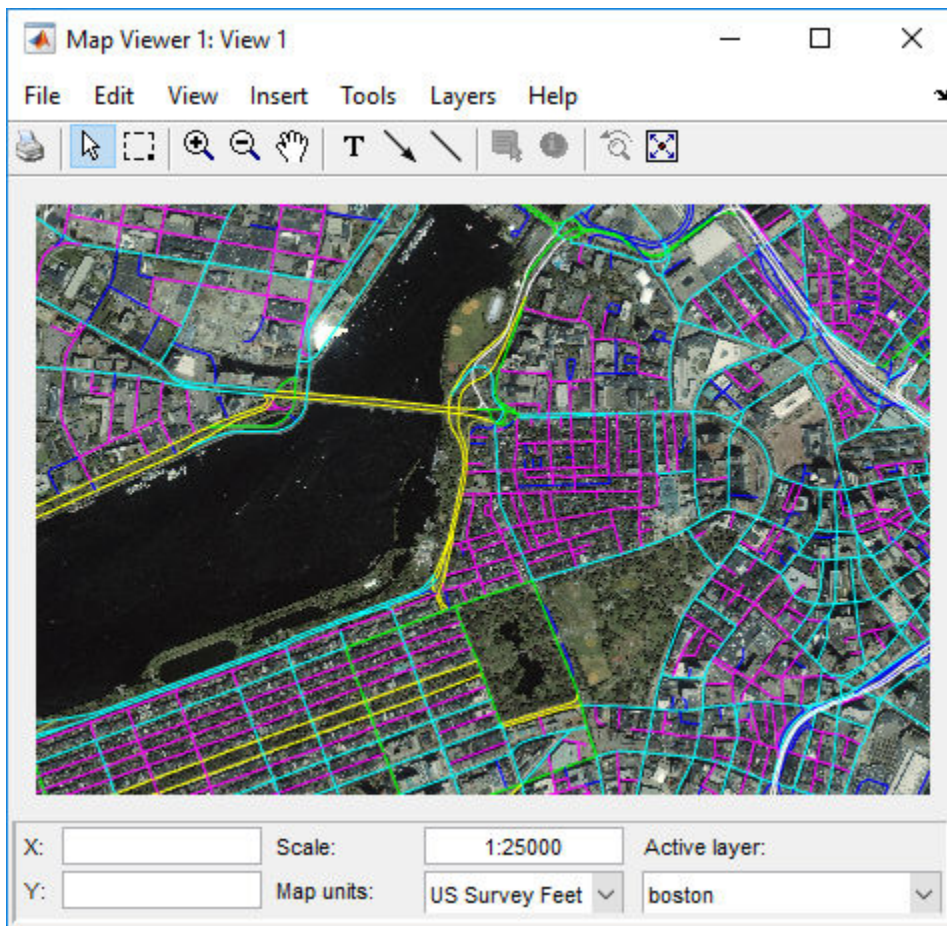 Map Viewer 1: View 1
File Edit View Insert Tools Layers Help
T
X: Scale: 1:25000 Active layer:
Y: Map units: US Survey Feet boston